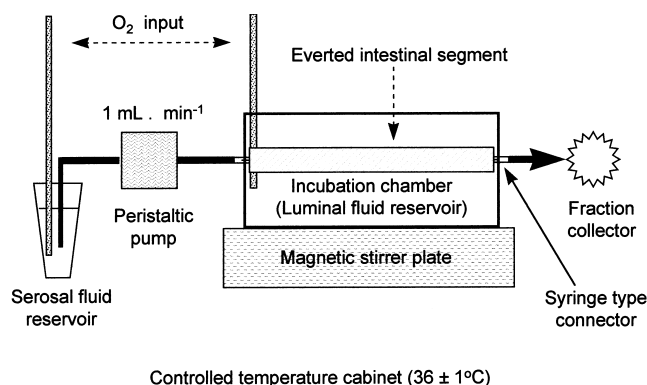 O₂ input
Everted intestinal segment
1 mL . min⁻¹
Peristaltic
pump
Incubation chamber
(Luminal fluid reservoir)
Fraction
collector
Magnetic stirrer plate
Serosal fluid
reservoir
Syringe type
connector
Controlled temperature cabinet (36 ± 1ºC)